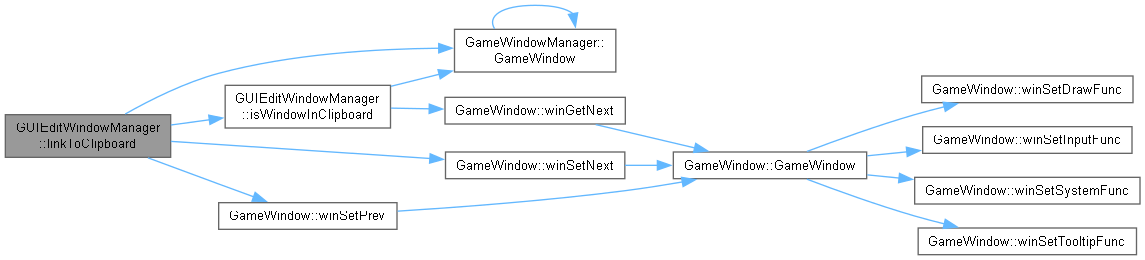 GUIEditWindowManager
::linkToClipboard
GUIEditWindowManager
::isWindowInClipboard
GameWindow::winSetPrev
GameWindowManager::
GameWindow
GameWindow::winGetNext
GameWindow::winSetNext
GameWindow::GameWindow
GameWindow::winSetDrawFunc
GameWindow::winSetInputFunc
GameWindow::winSetSystemFunc
GameWindow::winSetTooltipFunc